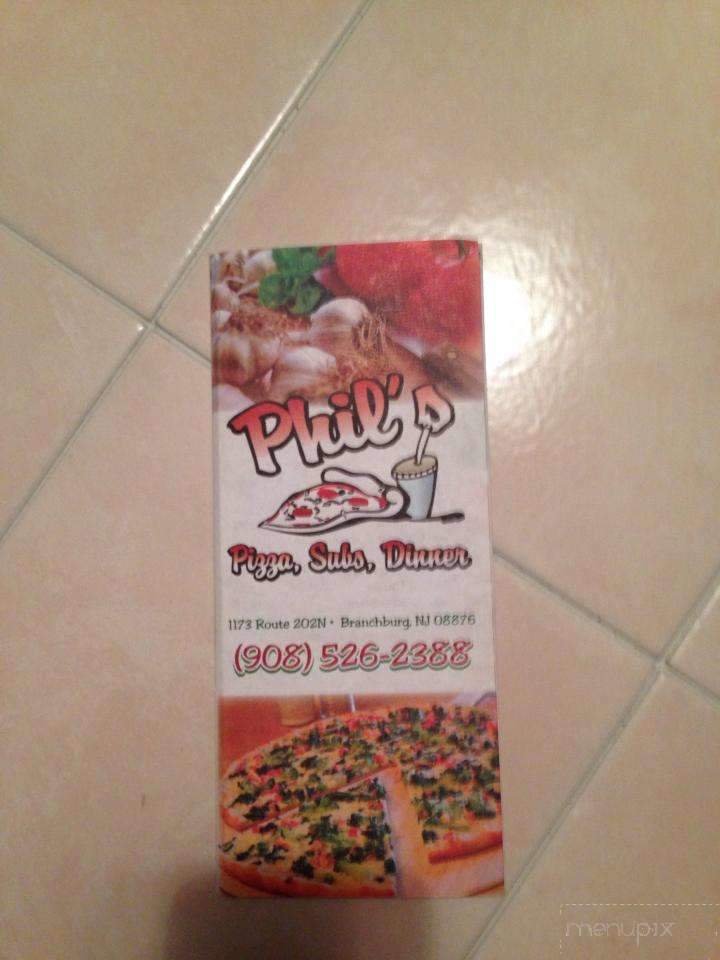 Phil's
Pizza, Subs, Dinner
1173 Route 202N • Branchburg, NJ 08876
(908) 526-2388
menupix